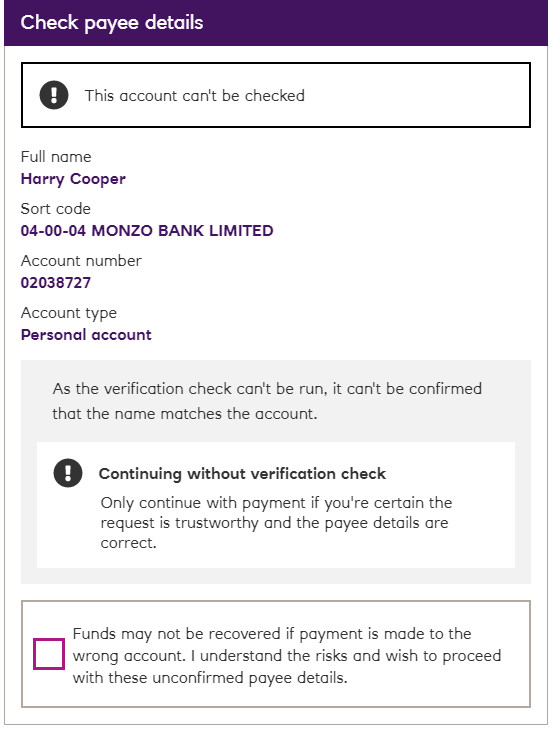 Check payee details
This account can't be checked
Full name
Harry Cooper
Sort code
04-00-04 MONZO BANK LIMITED
Account number
02038727
Account type
Personal account
As the verification check can't be run, it can't be confirmed
that the name matches the account.
Continuing without verification check
Only continue with payment if you're certain the
request is trustworthy and the payee details are
correct.
Funds may not be recovered if payment is made to the
wrong account. I understand the risks and wish to proceed
with these unconfirmed payee details.